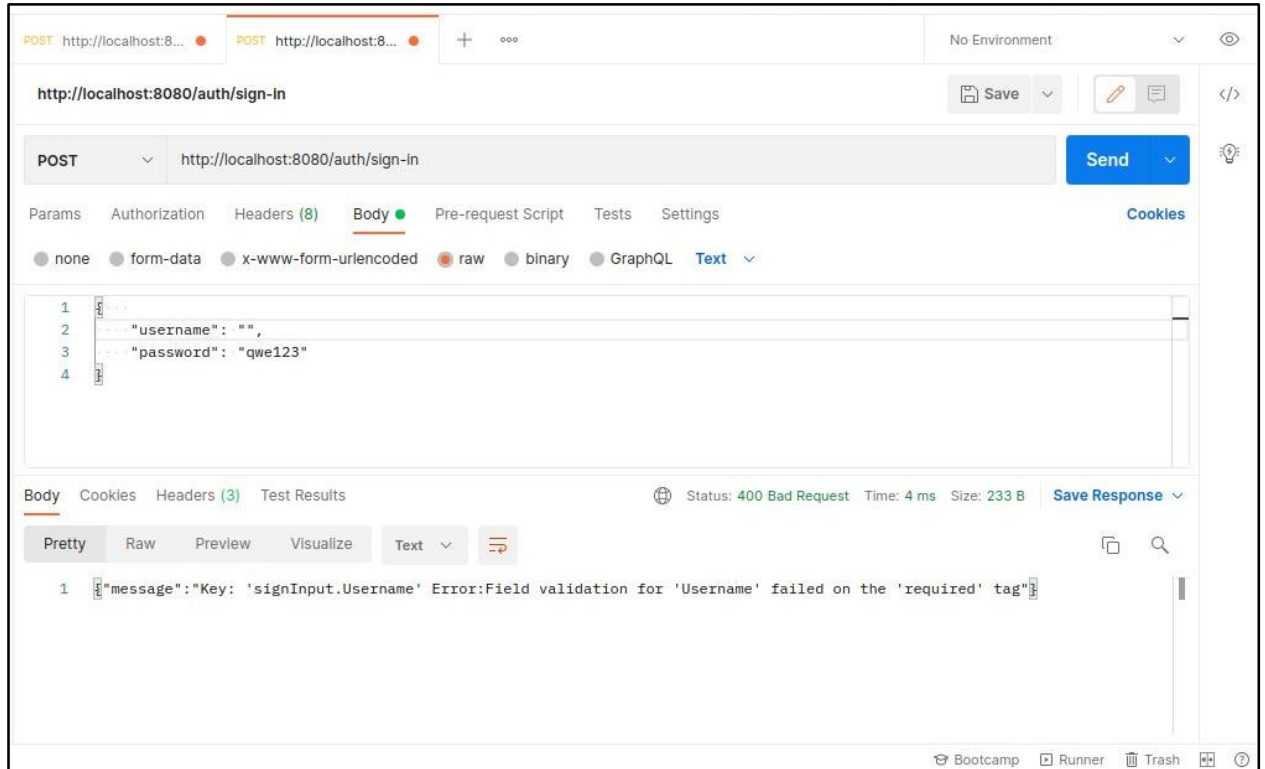 POST http://localhost:8... POST http://localhost:8... + ooo No Environment
http://localhost:8080/auth/sign-in Save </>
POST http://localhost:8080/auth/sign-in Send
Params Authorization Headers (8) Body Pre-request Script Tests Settings Cookies
none form-data x-www-form-urlencoded raw binary GraphQL Text
1 {
2 "username": "",
3 "password": "qwe123"
4 }
Body Cookies Headers (3) Test Results Status: 400 Bad Request Time: 4 ms Size: 233 B Save Response
Pretty Raw Preview Visualize Text
1 {"message":"Key: 'signInput.Username' Error:Field validation for 'Username' failed on the 'required' tag"}
Bootcamp Runner Trash